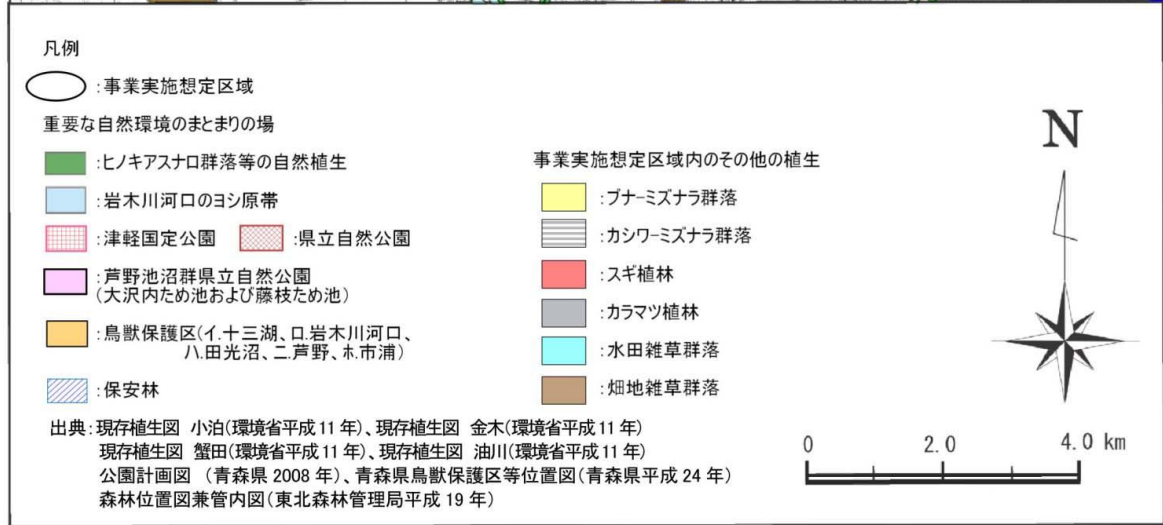 凡例
:事業実施想定区域
重要な自然環境のまとまりの場
:ヒノキアスナロ群落等の自然植生
:岩木川河口のヨシ原帯
:津軽国定公園 :県立自然公園
:芦野池沼群県立自然公園
(大沢内ため池および藤枝ため池)
:鳥獣保護区(イ.十三湖、ロ.岩木川河口、
ハ.田光沼、ニ.芦野、ホ.市浦)
:保安林
事業実施想定区域内のその他の植生
:ブナ-ミズナラ群落
:カシワ-ミズナラ群落
:スギ植林
:カラマツ植林
:水田雑草群落
:畑地雑草群落
N
出典:現存植生図 小泊(環境省平成11年)、現存植生図 金木(環境省平成11年)
現存植生図 蟹田(環境省平成11年)、現存植生図 油川(環境省平成11年)
公園計画図 (青森県2008年)、青森県鳥獣保護区等位置図(青森県平成24年)
森林位置図兼管内図(東北森林管理局平成19年)
0 2.0 4.0 km